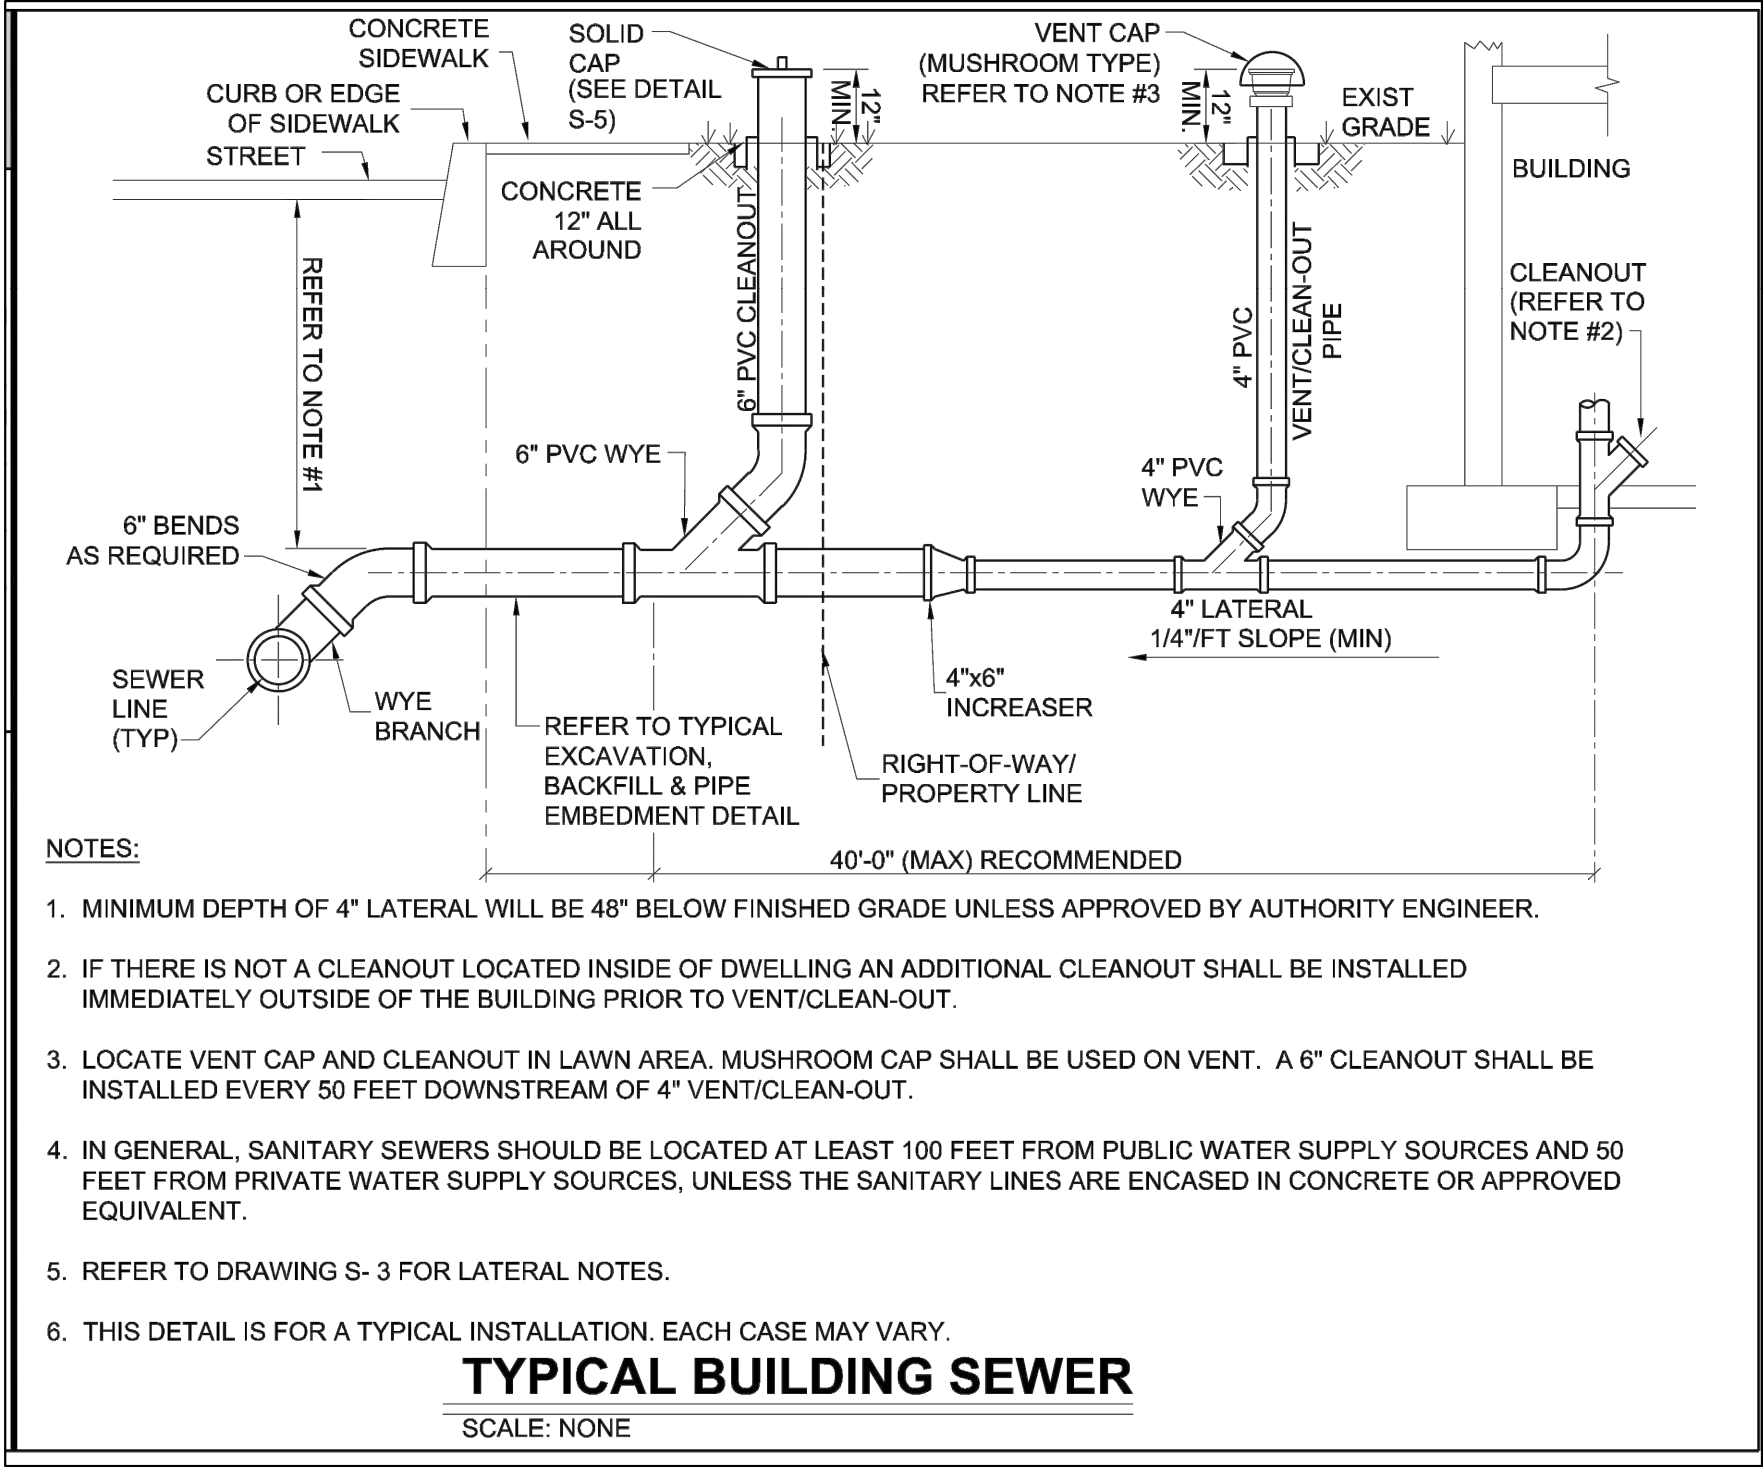 CONCRETE
SIDEWALK
CURB OR EDGE
OF SIDEWALK
STREET
SOLID
CAP
(SEE DETAIL
S-5)
12"
MIN.
VENT CAP
(MUSHROOM TYPE)
REFER TO NOTE #3
12"
MIN.
EXIST
GRADE
BUILDING
CONCRETE
12" ALL
AROUND
6" PVC CLEANOUT
4" PVC
VENT/CLEAN-OUT
PIPE
CLEANOUT
(REFER TO
NOTE #2)
REFER TO NOTE #1
6" PVC WYE
4" PVC
WYE
6" BENDS
AS REQUIRED
4" LATERAL
1/4"/FT SLOPE (MIN)
SEWER
LINE
(TYP)
WYE
BRANCH
REFER TO TYPICAL
EXCAVATION,
BACKFILL & PIPE
EMBEDMENT DETAIL
4"x6"
INCREASER
RIGHT-OF-WAY/
PROPERTY LINE
40'-0" (MAX) RECOMMENDED
NOTES:
1. MINIMUM DEPTH OF 4" LATERAL WILL BE 48" BELOW FINISHED GRADE UNLESS APPROVED BY AUTHORITY ENGINEER.
2. IF THERE IS NOT A CLEANOUT LOCATED INSIDE OF DWELLING AN ADDITIONAL CLEANOUT SHALL BE INSTALLED
IMMEDIATELY OUTSIDE OF THE BUILDING PRIOR TO VENT/CLEAN-OUT.
3. LOCATE VENT CAP AND CLEANOUT IN LAWN AREA. MUSHROOM CAP SHALL BE USED ON VENT. A 6" CLEANOUT SHALL BE
INSTALLED EVERY 50 FEET DOWNSTREAM OF 4" VENT/CLEAN-OUT.
4. IN GENERAL, SANITARY SEWERS SHOULD BE LOCATED AT LEAST 100 FEET FROM PUBLIC WATER SUPPLY SOURCES AND 50
FEET FROM PRIVATE WATER SUPPLY SOURCES, UNLESS THE SANITARY LINES ARE ENCASED IN CONCRETE OR APPROVED
EQUIVALENT.
5. REFER TO DRAWING S- 3 FOR LATERAL NOTES.
6. THIS DETAIL IS FOR A TYPICAL INSTALLATION. EACH CASE MAY VARY.
TYPICAL BUILDING SEWER
SCALE: NONE